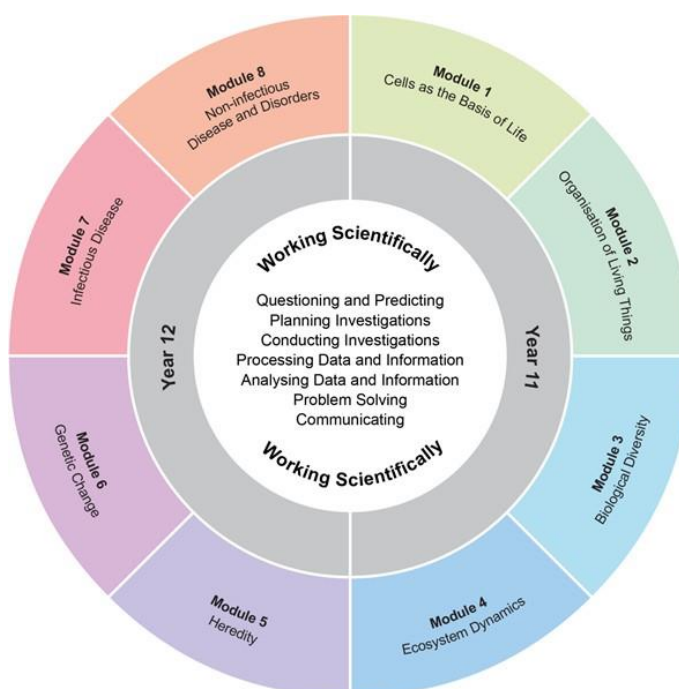 Module 1
Cells as the Basis of Life
Module 2
Organisation of Living Things
Module 3
Biological Diversity
Module 4
Ecosystem Dynamics
Module 5
Heredity
Module 6
Genetic Change
Module 7
Infectious Disease
Module 8
Non-infectious
Disease and Disorders
Year 11
Year 12
Working Scientifically
Questioning and Predicting
Planning Investigations
Conducting Investigations
Processing Data and Information
Analysing Data and Information
Problem Solving
Communicating
Working Scientifically